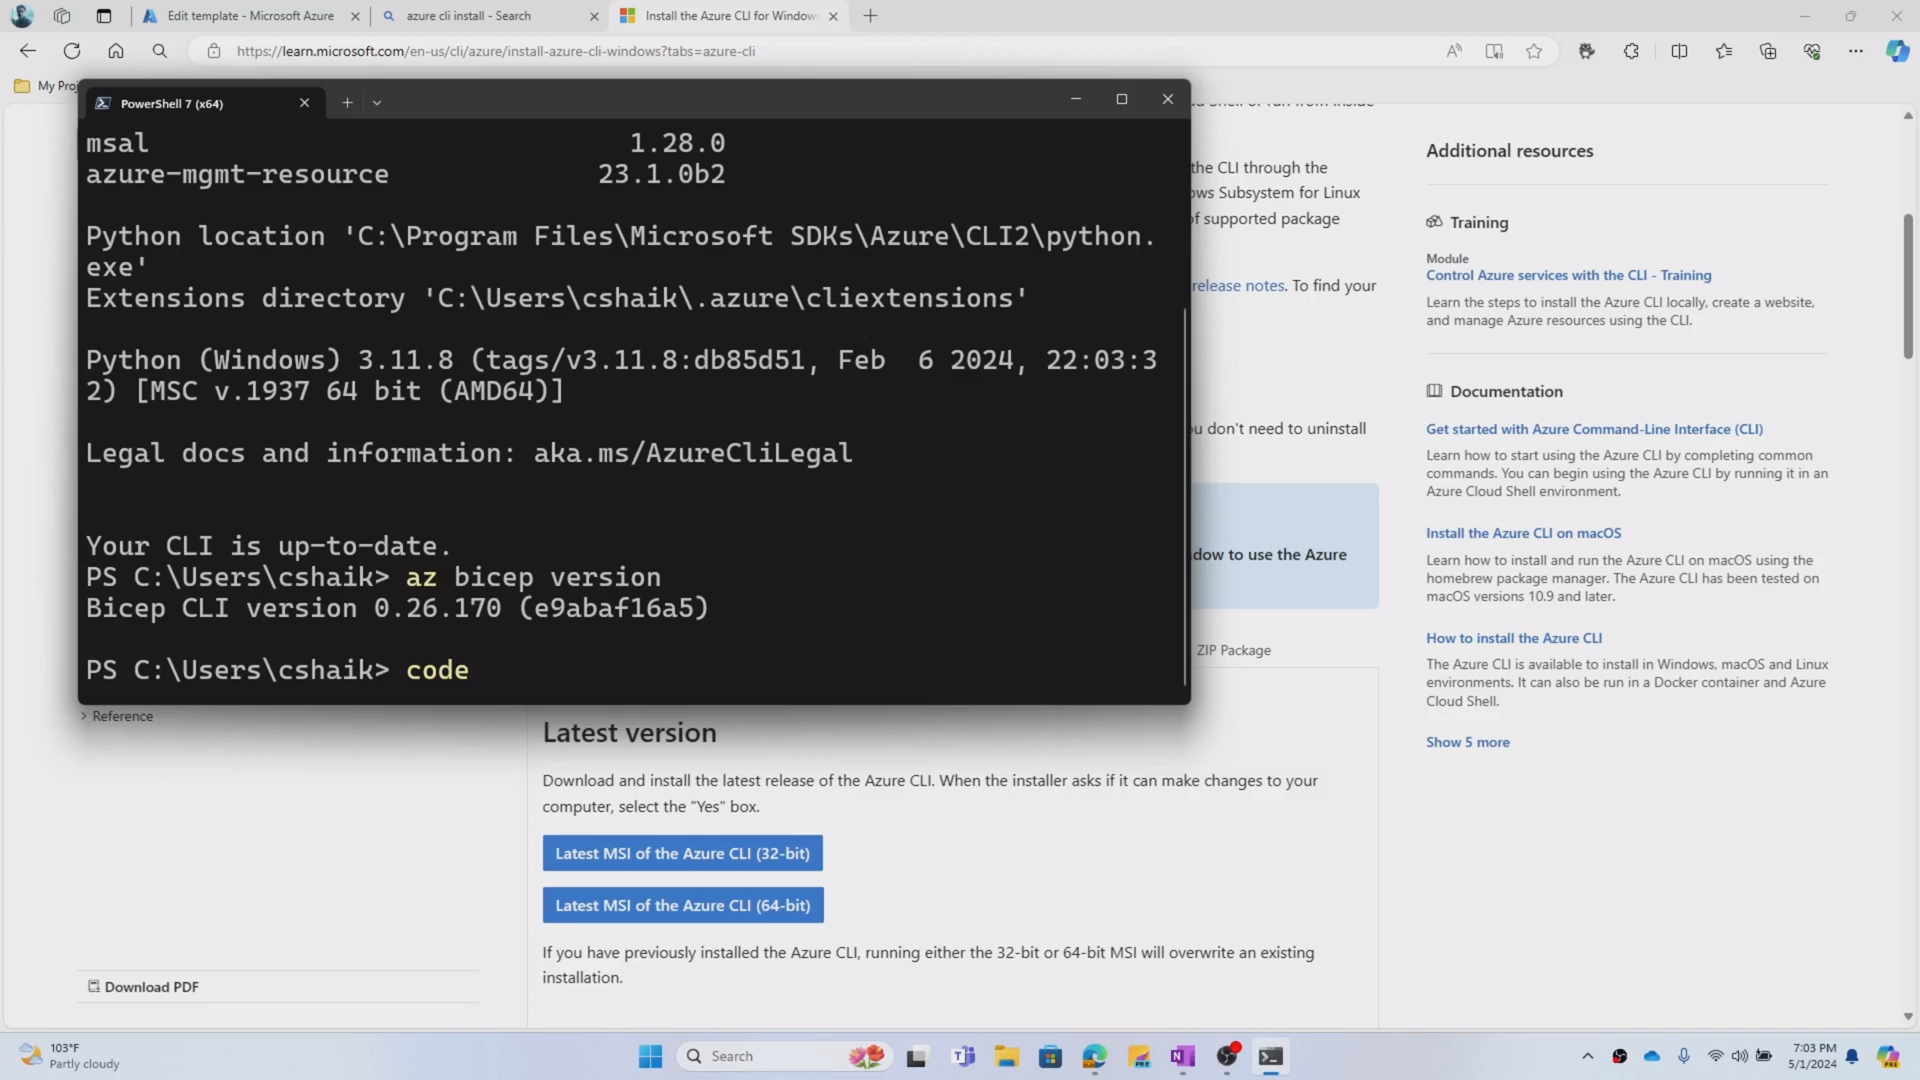 Edit template - Microsoft Azure
azure cli install - Search
Install the Azure CLI for Windows
https://learn.microsoft.com/en-us/cli/azure/install-azure-cli-windows?tabs=azure-cli
My Proj
PowerShell 7 (x64)
msal 1.28.0
azure-mgmt-resource 23.1.0b2
Python location 'C:\Program Files\Microsoft SDKs\Azure\CLI2\python.
exe'
Extensions directory 'C:\Users\cshaik\.azure\cliextensions'
Python (Windows) 3.11.8 (tags/v3.11.8:db85d51, Feb  6 2024, 22:03:3
2) [MSC v.1937 64 bit (AMD64)]
Legal docs and information: aka.ms/AzureCliLegal
Your CLI is up-to-date.
PS C:\Users\cshaik> az bicep version
Bicep CLI version 0.26.170 (e9abaf16a5)
PS C:\Users\cshaik> code
the CLI through the
ows Subsystem for Linux
of supported package
release notes. To find your
ou don't need to uninstall
dow to use the Azure
ZIP Package
Reference
Latest version
Download and install the latest release of the Azure CLI. When the installer asks if it can make changes to your
computer, select the "Yes" box.
Latest MSI of the Azure CLI (32-bit)
Latest MSI of the Azure CLI (64-bit)
If you have previously installed the Azure CLI, running either the 32-bit or 64-bit MSI will overwrite an existing
installation.
Download PDF
Additional resources
Training
Module
Control Azure services with the CLI - Training
Learn the steps to install the Azure CLI locally, create a website,
and manage Azure resources using the CLI.
Documentation
Get started with Azure Command-Line Interface (CLI)
Learn how to start using the Azure CLI by completing common
commands. You can begin using the Azure CLI by running it in an
Azure Cloud Shell environment.
Install the Azure CLI on macOS
Learn how to install and run the Azure CLI on macOS using the
homebrew package manager. The Azure CLI has been tested on
macOS versions 10.9 and later.
How to install the Azure CLI
The Azure CLI is available to install in Windows, macOS and Linux
environments. It can also be run in a Docker container and Azure
Cloud Shell.
Show 5 more
103°F
Partly cloudy
Search
PRE
7:03 PM
5/1/2024
PRE